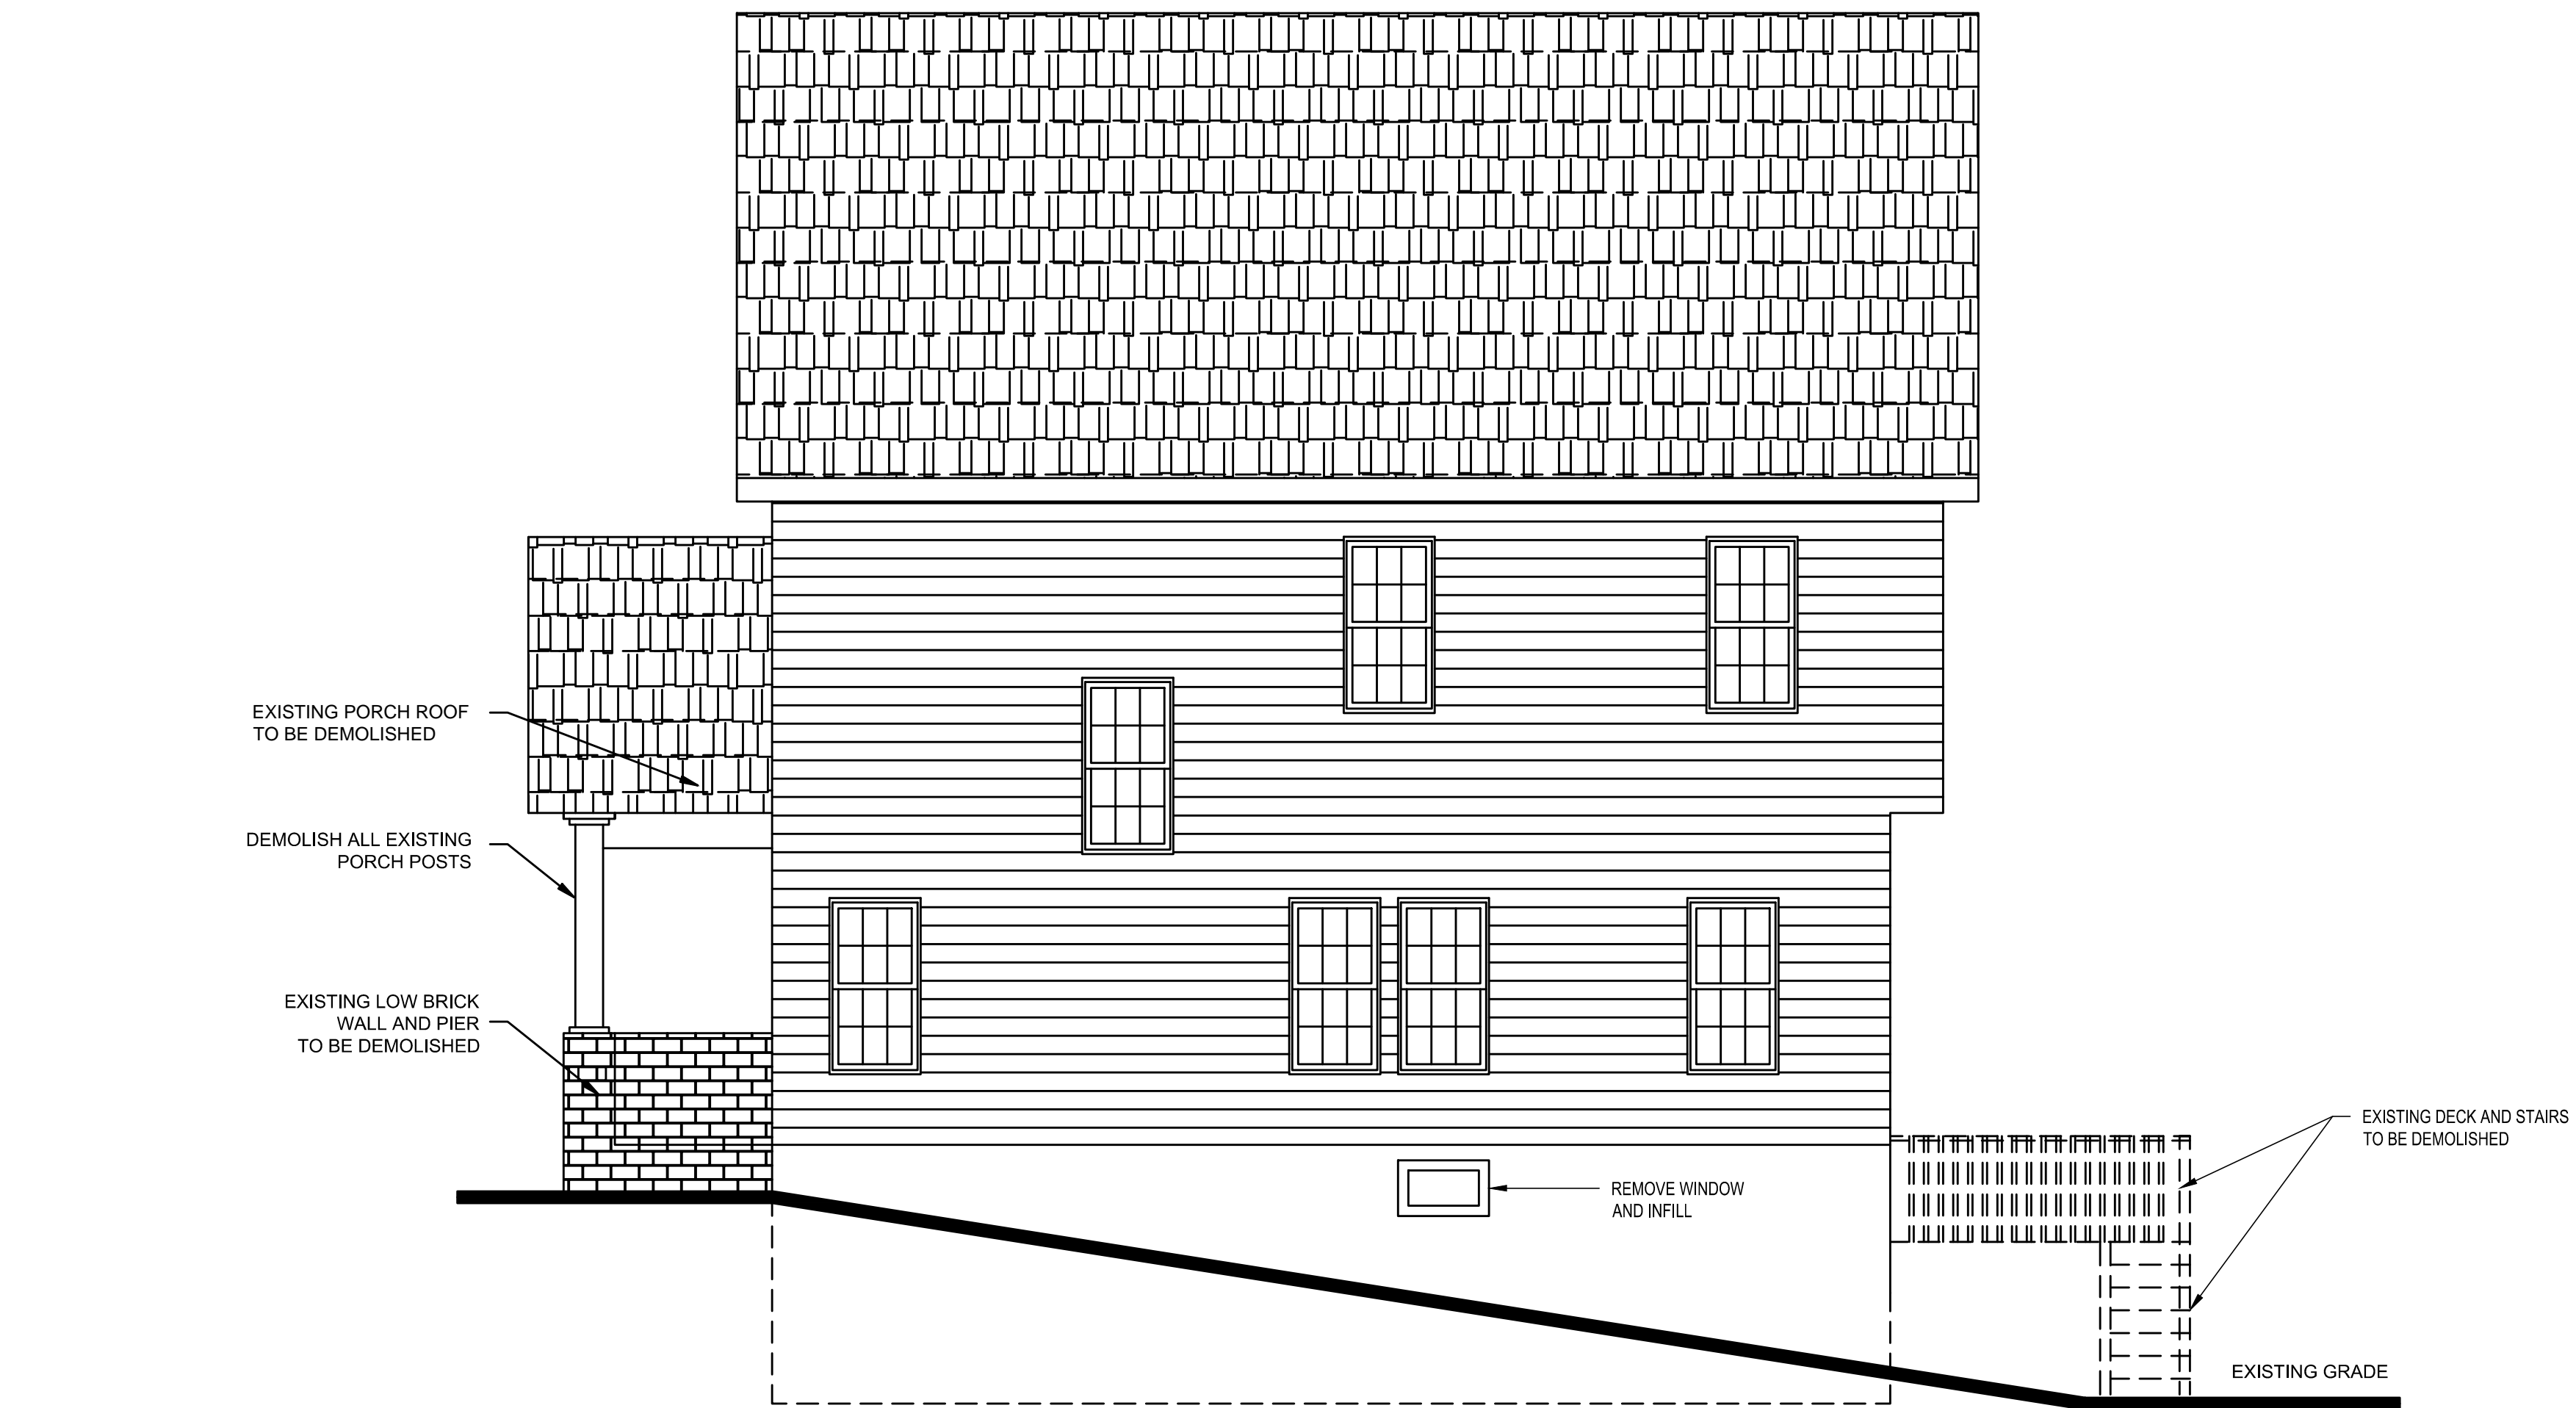 EXISTING PORCH ROOF
TO BE DEMOLISHED
DEMOLISH ALL EXISTING
PORCH POSTS
EXISTING LOW BRICK
WALL AND PIER
TO BE DEMOLISHED
EXISTING DECK AND STAIRS
TO BE DEMOLISHED
REMOVE WINDOW
AND INFILL
EXISTING GRADE